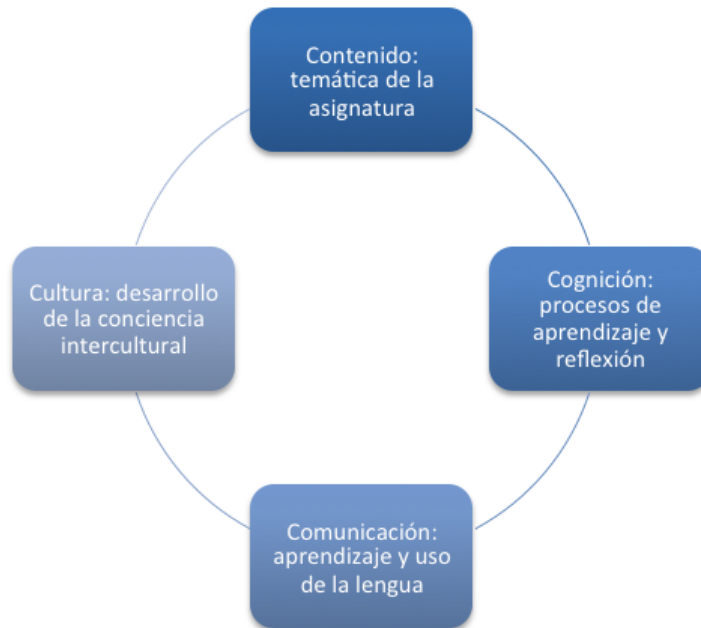 Contenido:
temática de la
asignatura
Cognición:
procesos de
aprendizaje y
reflexión
Comunicación:
aprendizaje y uso
de la lengua
Cultura: desarrollo
de la conciencia
intercultural